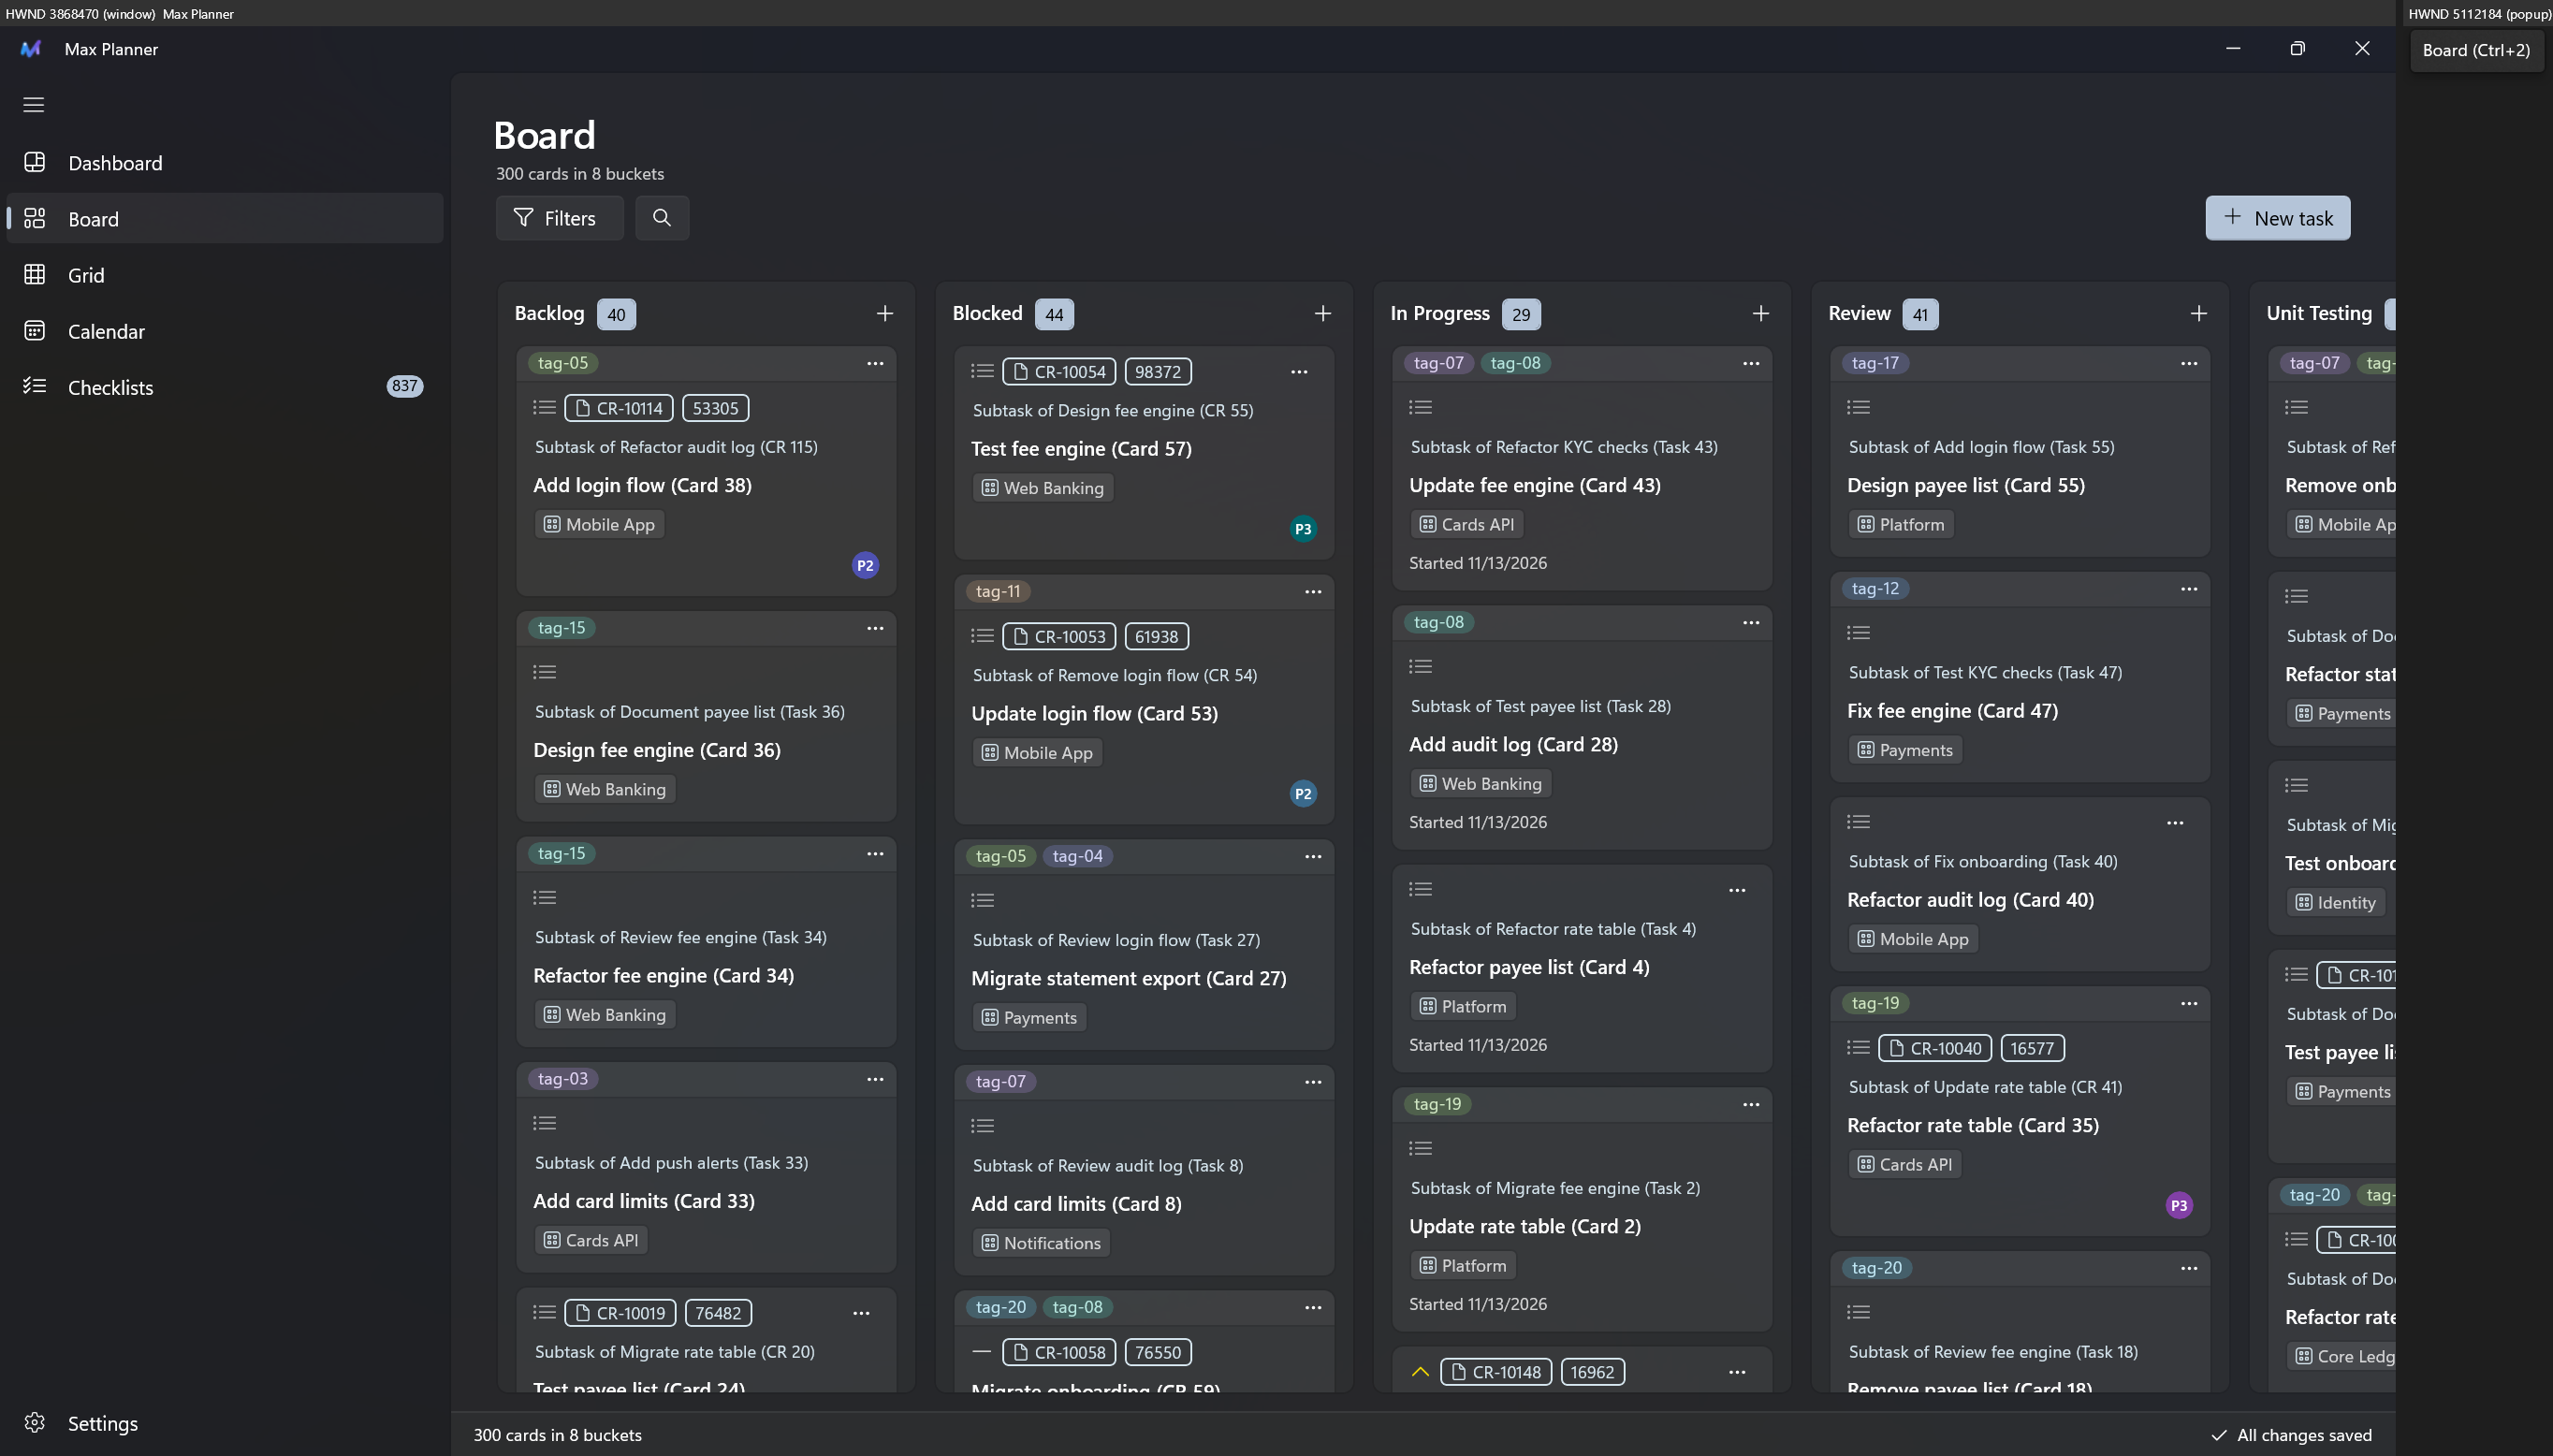 HWND 3868470 (window) Max Planner
HWND 5112184 (popup)
Max Planner
Board (Ctrl+2)
Dashboard
Board
Grid
Calendar
Checklists 837
Settings
Board
300 cards in 8 buckets
Filters
New task
Backlog 40
tag-05
CR-10114 53305
Subtask of Refactor audit log (CR 115)
Add login flow (Card 38)
Mobile App
P2
tag-15
Subtask of Document payee list (Task 36)
Design fee engine (Card 36)
Web Banking
tag-15
Subtask of Review fee engine (Task 34)
Refactor fee engine (Card 34)
Web Banking
tag-03
Subtask of Add push alerts (Task 33)
Add card limits (Card 33)
Cards API
CR-10019 76482
Subtask of Migrate rate table (CR 20)
Test payee list (Card 24)
Blocked 44
CR-10054 98372
Subtask of Design fee engine (CR 55)
Test fee engine (Card 57)
Web Banking
P3
tag-11
CR-10053 61938
Subtask of Remove login flow (CR 54)
Update login flow (Card 53)
Mobile App
P2
tag-05 tag-04
Subtask of Review login flow (Task 27)
Migrate statement export (Card 27)
Payments
tag-07
Subtask of Review audit log (Task 8)
Add card limits (Card 8)
Notifications
tag-20 tag-08
CR-10058 76550
Migrate onboarding (CR 59)
In Progress 29
tag-07 tag-08
Subtask of Refactor KYC checks (Task 43)
Update fee engine (Card 43)
Cards API
Started 11/13/2026
tag-08
Subtask of Test payee list (Task 28)
Add audit log (Card 28)
Web Banking
Started 11/13/2026
Subtask of Refactor rate table (Task 4)
Refactor payee list (Card 4)
Platform
Started 11/13/2026
tag-19
Subtask of Migrate fee engine (Task 2)
Update rate table (Card 2)
Platform
Started 11/13/2026
CR-10148 16962
Review 41
tag-17
Subtask of Add login flow (Task 55)
Design payee list (Card 55)
Platform
tag-12
Subtask of Test KYC checks (Task 47)
Fix fee engine (Card 47)
Payments
Subtask of Fix onboarding (Task 40)
Refactor audit log (Card 40)
Mobile App
tag-19
CR-10040 16577
Subtask of Update rate table (CR 41)
Refactor rate table (Card 35)
Cards API
P3
tag-20
Subtask of Review fee engine (Task 18)
Remove payee list (Card 18)
Unit Testing
tag-07 tag-
Subtask of Ref
Remove onb
Mobile Ap
Subtask of Do
Refactor stat
Payments
Subtask of Mig
Test onboard
Identity
CR-101
Subtask of Do
Test payee li
Payments
tag-20 tag-
CR-100
Subtask of Do
Refactor rate
Core Ledg
300 cards in 8 buckets
All changes saved